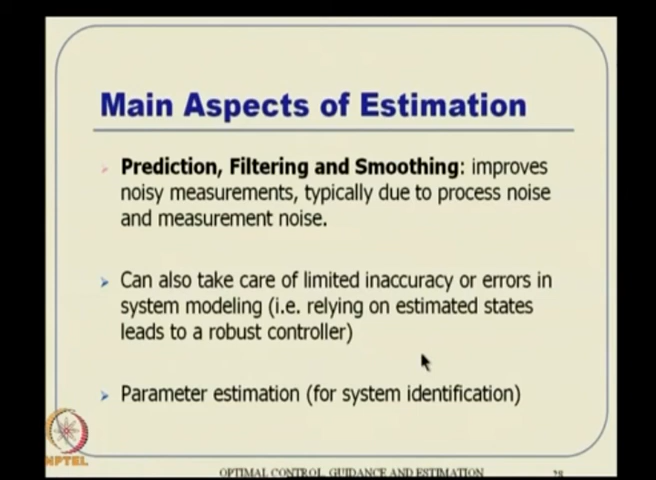 Main Aspects of Estimation
Prediction, Filtering and Smoothing: improves
noisy measurements, typically due to process noise
and measurement noise.
Can also take care of limited inaccuracy or errors in
system modeling (i.e. relying on estimated states
leads to a robust controller)
Parameter estimation (for system identification)
NPTEL
OPTIMAL CONTROL, GUIDANCE AND ESTIMATION